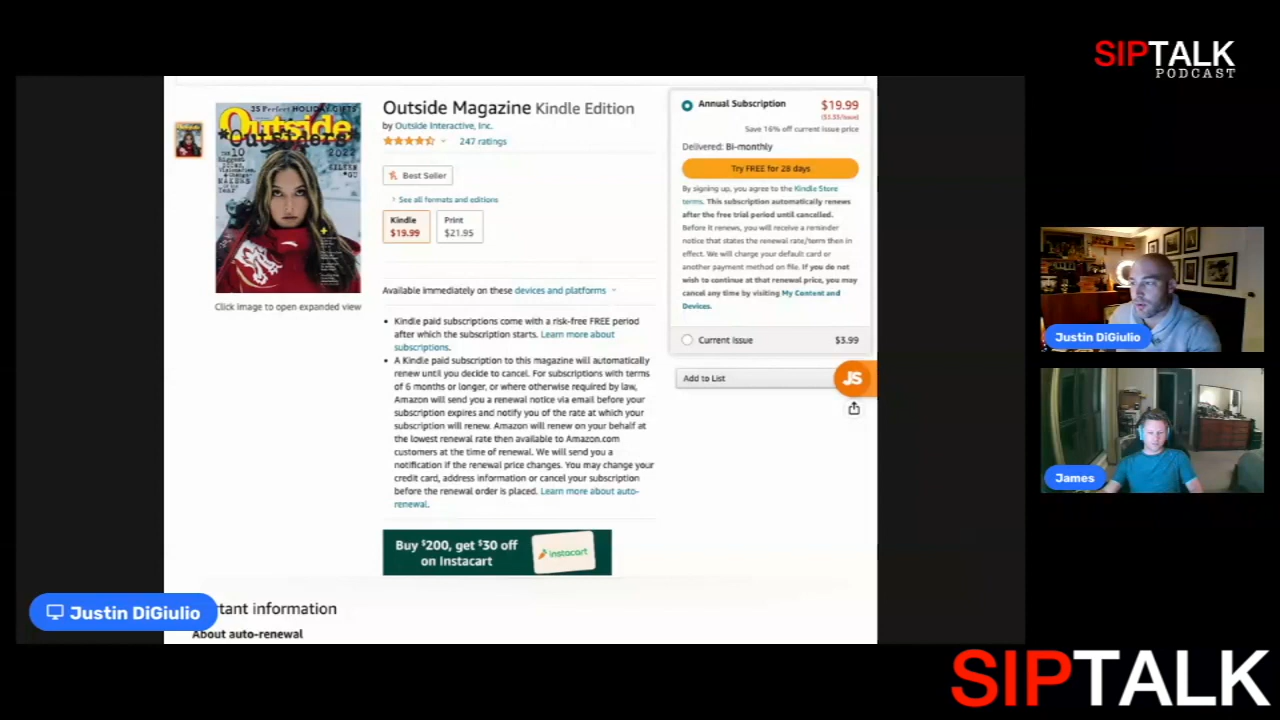 SIPTALK
PODCAST
35 Perfect HOLIDAY GIFTS
Outside
*Outsiders*
2022
EILEEN
GU
Click image to open expanded view
Outside Magazine Kindle Edition
by Outside Interactive, Inc.
247 ratings
Best Seller
See all formats and editions
Kindle
$19.99
Print
$21.95
Available immediately on these devices and platforms
• Kindle paid subscriptions come with a risk-free FREE period
after which the subscription starts. Learn more about
subscriptions.
• A Kindle paid subscription to this magazine will automatically
renew until you decide to cancel. For subscriptions with terms
of 6 months or longer, or where otherwise required by law,
Amazon will send you a renewal notice via email before your
subscription expires and notify you of the rate at which your
subscription will renew. Amazon will renew on your behalf at
the lowest renewal rate then available to Amazon.com
customers at the time of renewal. We will send you a
notification if the renewal price changes. You may change your
credit card, address information or cancel your subscription
before the renewal order is placed. Learn more about auto-
renewal.
Buy $200, get $30 off
on Instacart
instacart
Annual Subscription $19.99
($3.33/issue)
Save 16% off current issue price
Delivered: Bi-monthly
Try FREE for 28 days
By signing up, you agree to the Kindle Store
terms. This subscription automatically renews
after the free trial period until cancelled.
Before it renews, you will receive a reminder
notice that states the renewal rate/term then in
effect. We will charge your default card or
another payment method on file. If you do not
wish to continue at that renewal price, you may
cancel any time by visiting My Content and
Devices.
Current Issue $3.99
Add to List
JS
Justin DiGiulio
James
Justin DiGiulio
tant information
About auto-renewal
SIPTALK